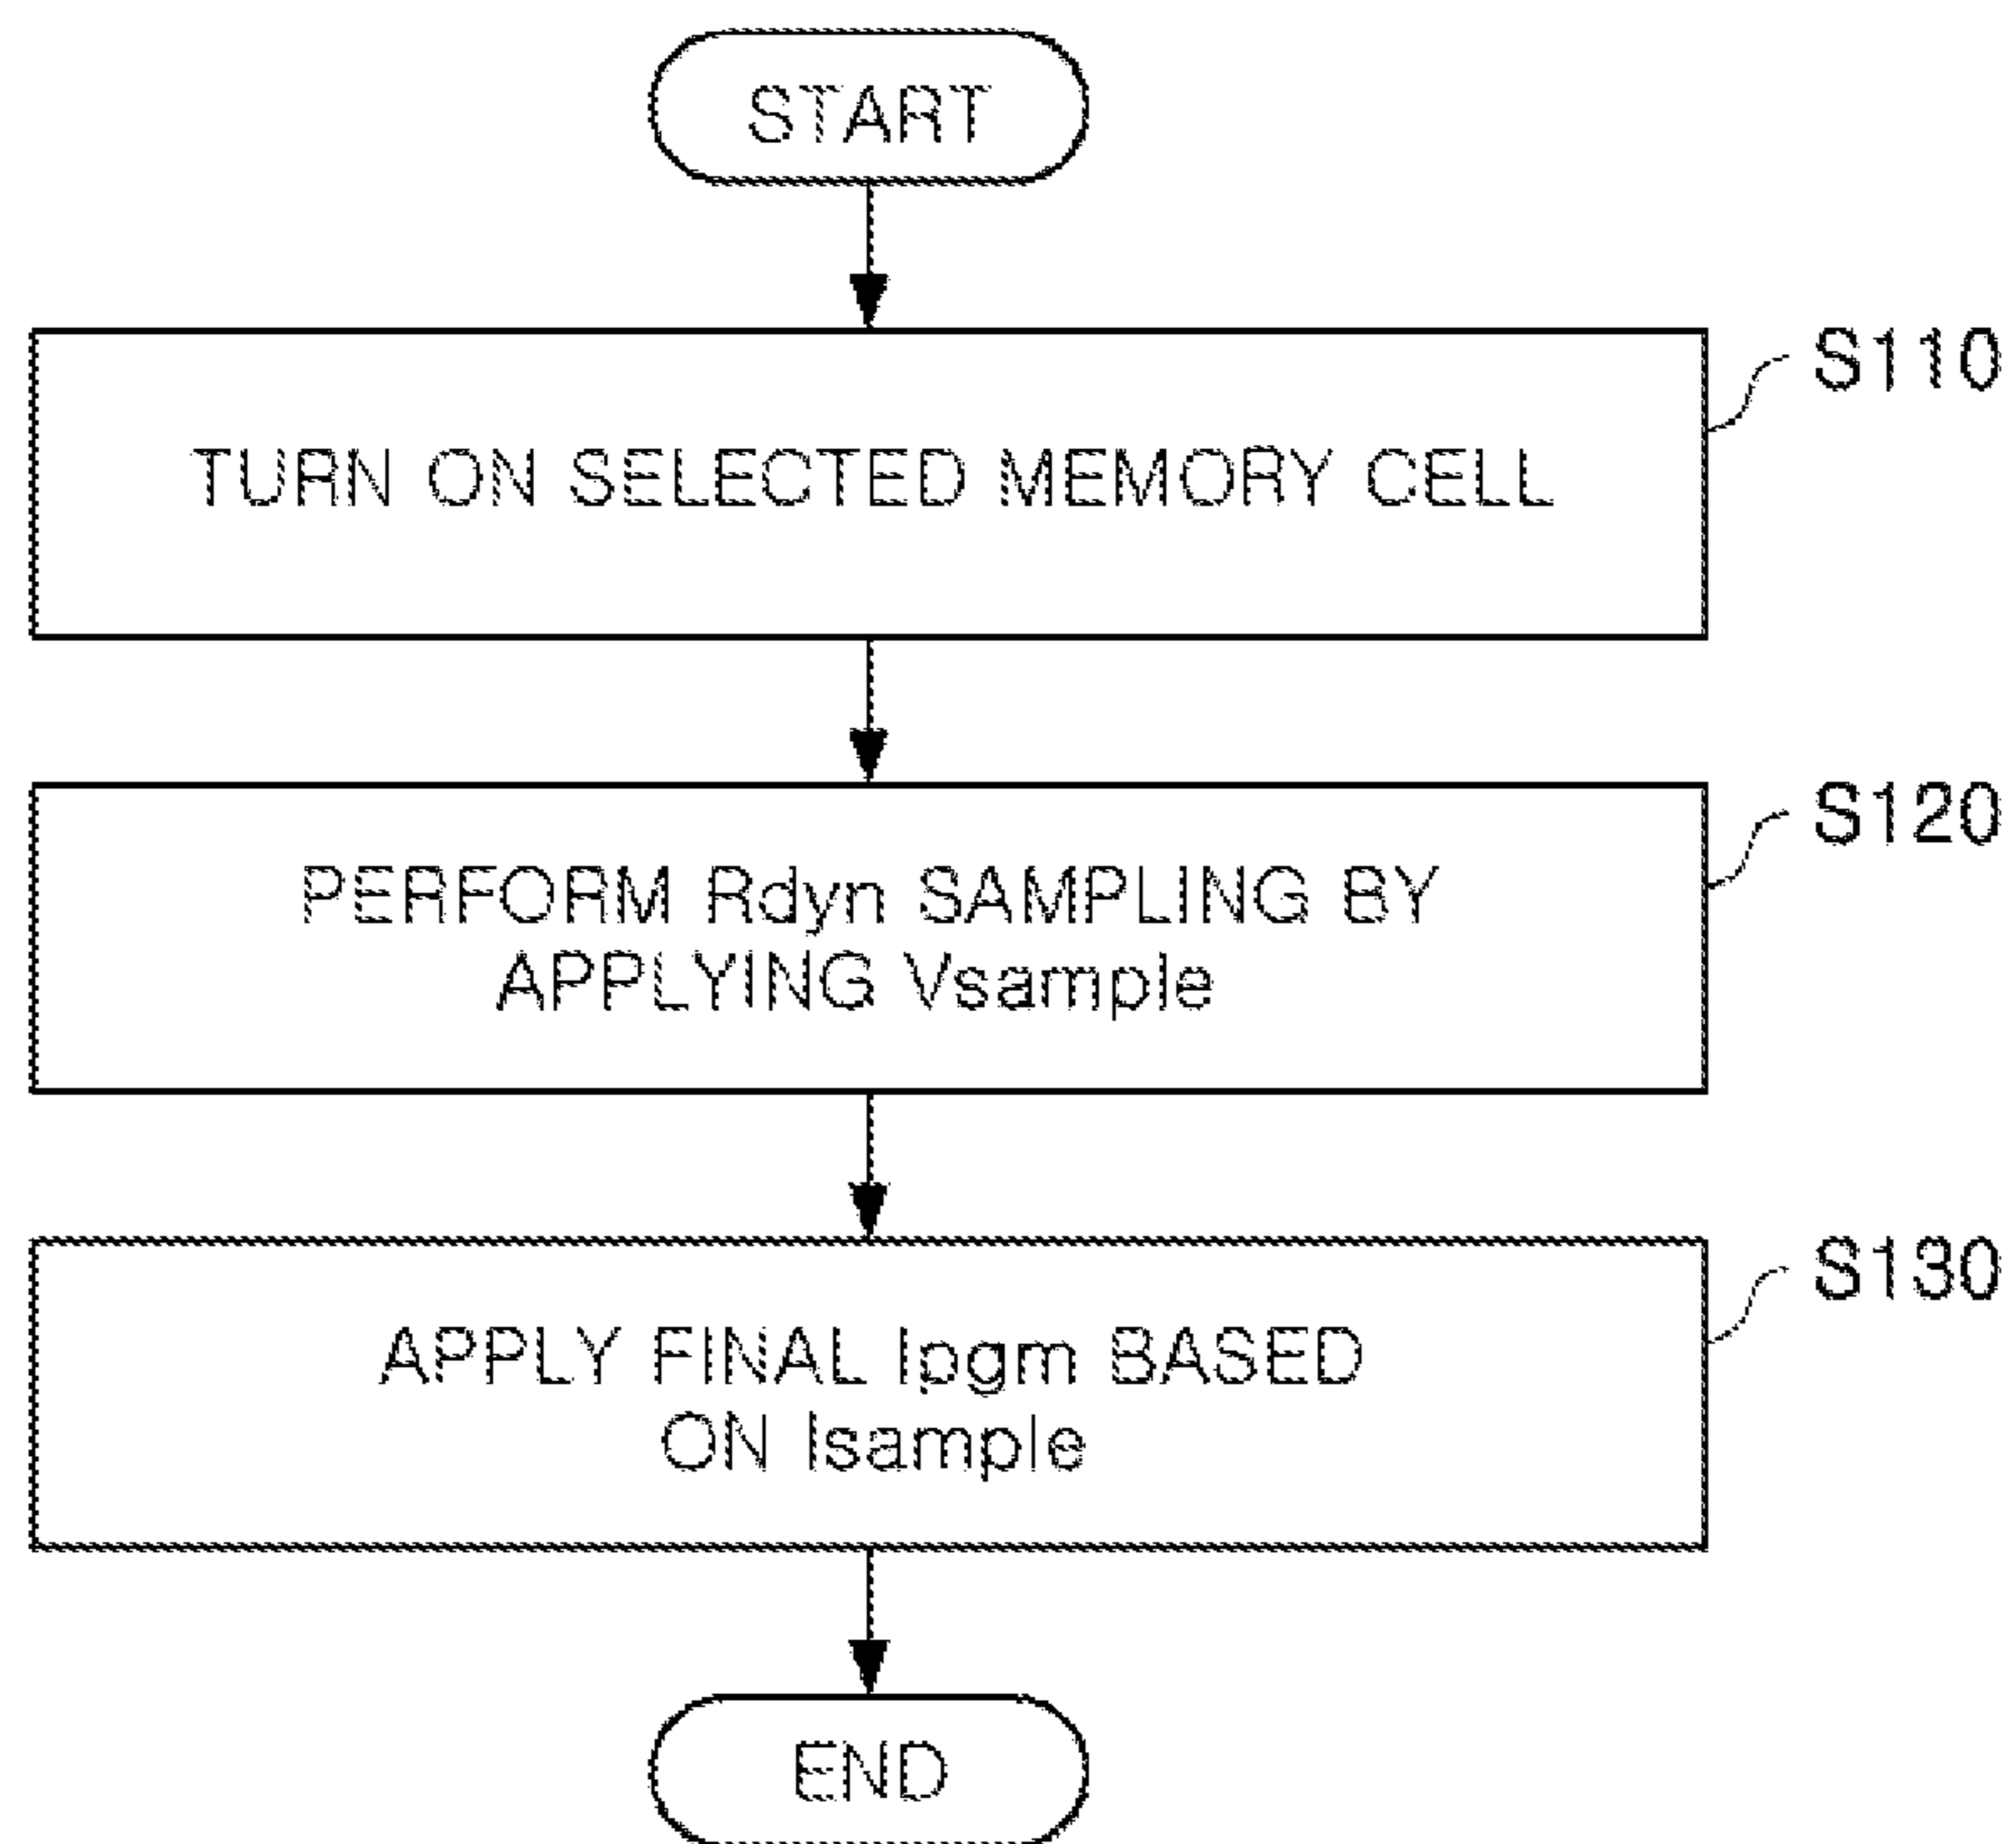 START
S110
TURN ON SELECTED MEMORY CELL
S120
PERFORM Rdyn SAMPLING BY
APPLYING Vsample
S130
APPLY FINAL Ipgm BASED
ON Isample
END